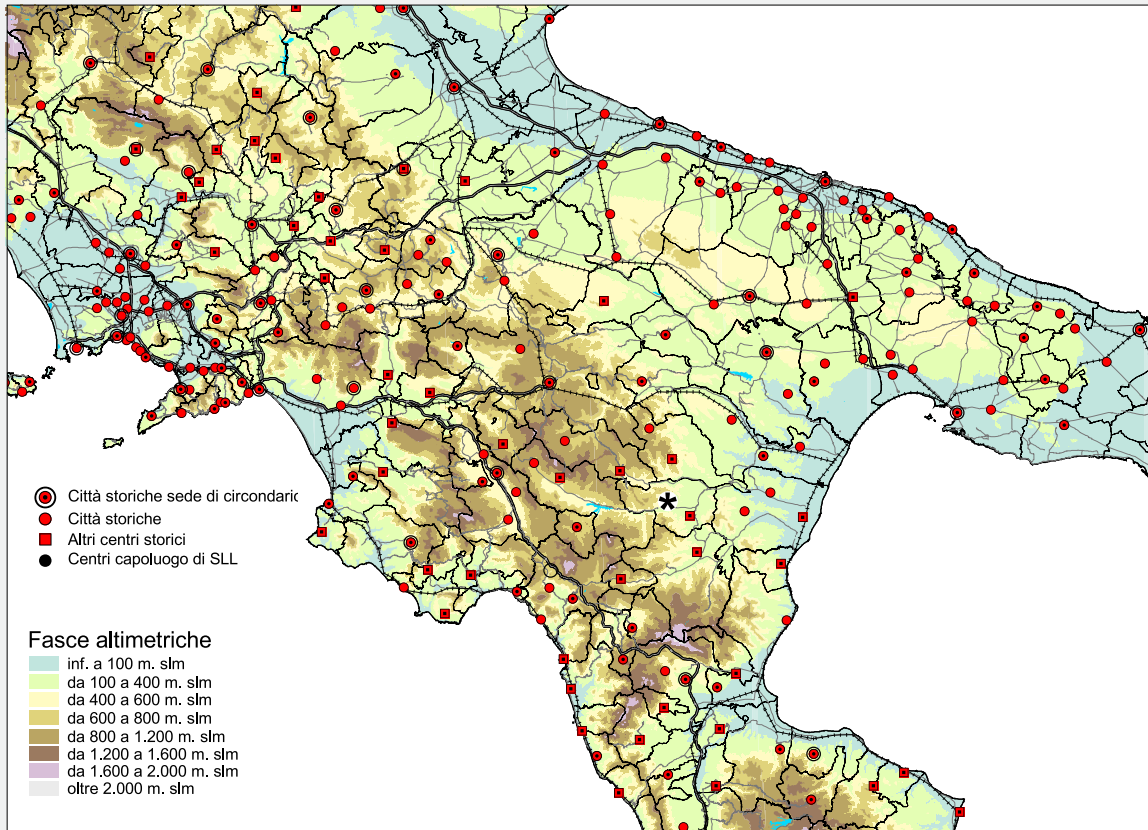 Città storiche sede di circondaric
Città storiche
Altri centri storici
Centri capoluogo di SLL
Fasce altimetriche
inf. a 100 m. slm
da 100 a 400 m. slm
da 400 a 600 m. slm
da 600 a 800 m. slm
da 800 a 1.200 m. slm
da 1.200 a 1.600 m. slm
da 1.600 a 2.000 m. slm
oltre 2.000 m. slm
*